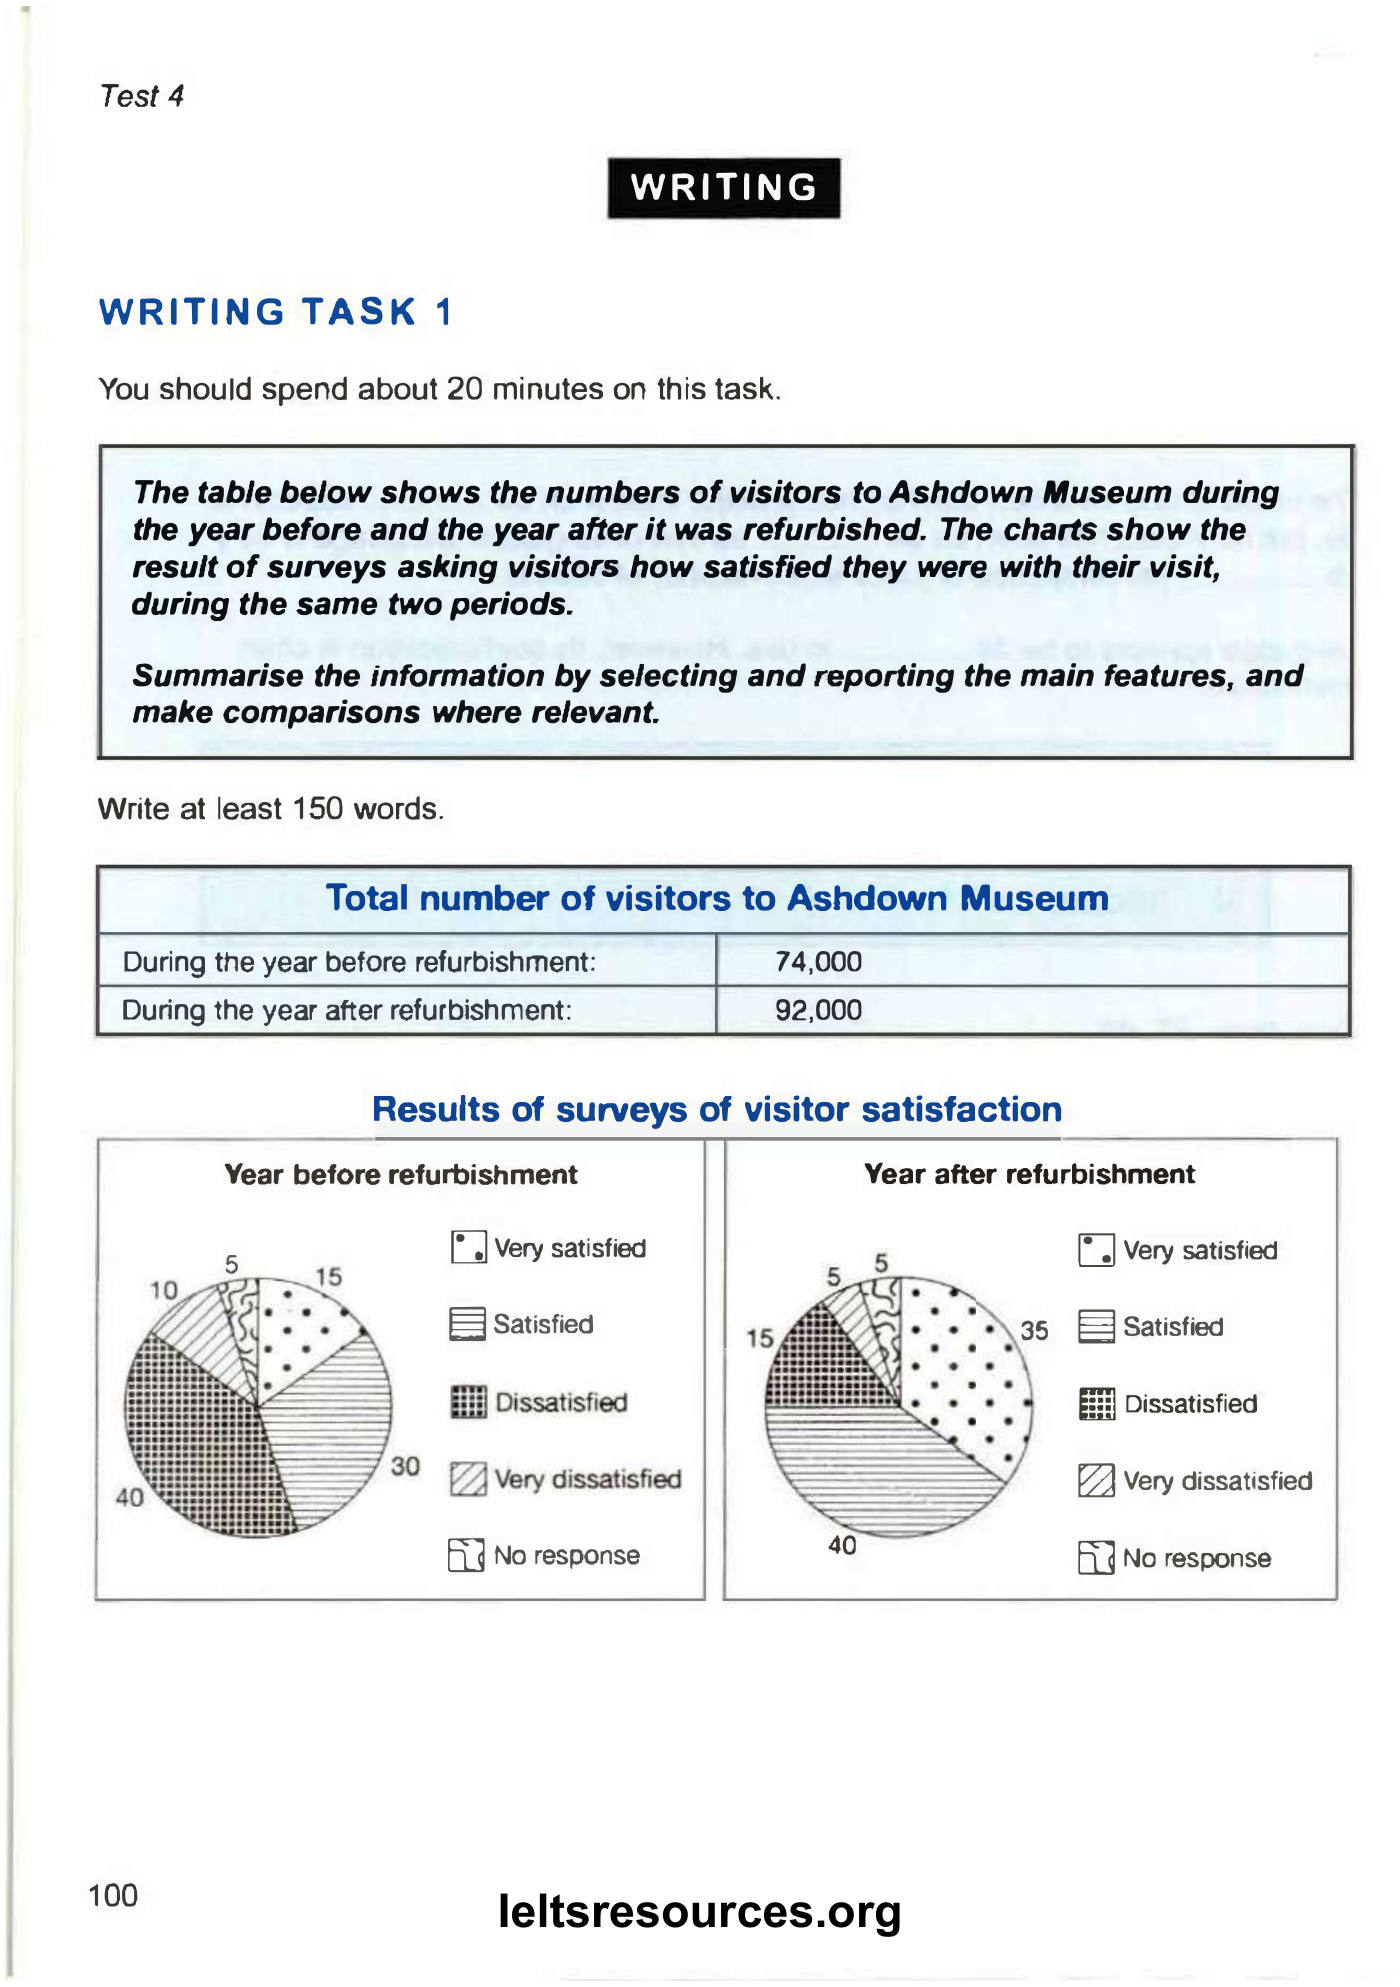 Test 4
WRITING
WRITING TASK 1
You should spend about 20 minutes on this task.
The table below shows the numbers of visitors to Ashdown Museum during
the year before and the year after it was refurbished. The charts show the
result of surveys asking visitors how satisfied they were with their visit,
during the same two periods.
Summarise the information by selecting and reporting the main features, and
make comparisons where relevant.
Write at least 150 words.
Total number of visitors to Ashdown Museum
During the year before refurbishment: 74,000
During the year after refurbishment: 92,000
Results of surveys of visitor satisfaction
Year before refurbishment
5
10
15
30
40
Very satisfied
Satisfied
Dissatisfied
Very dissatisfied
No response
Year after refurbishment
5
5
15
35
40
Very satisfied
Satisfied
Dissatisfied
Very dissatisfied
No response
100
Ieltsresources.org